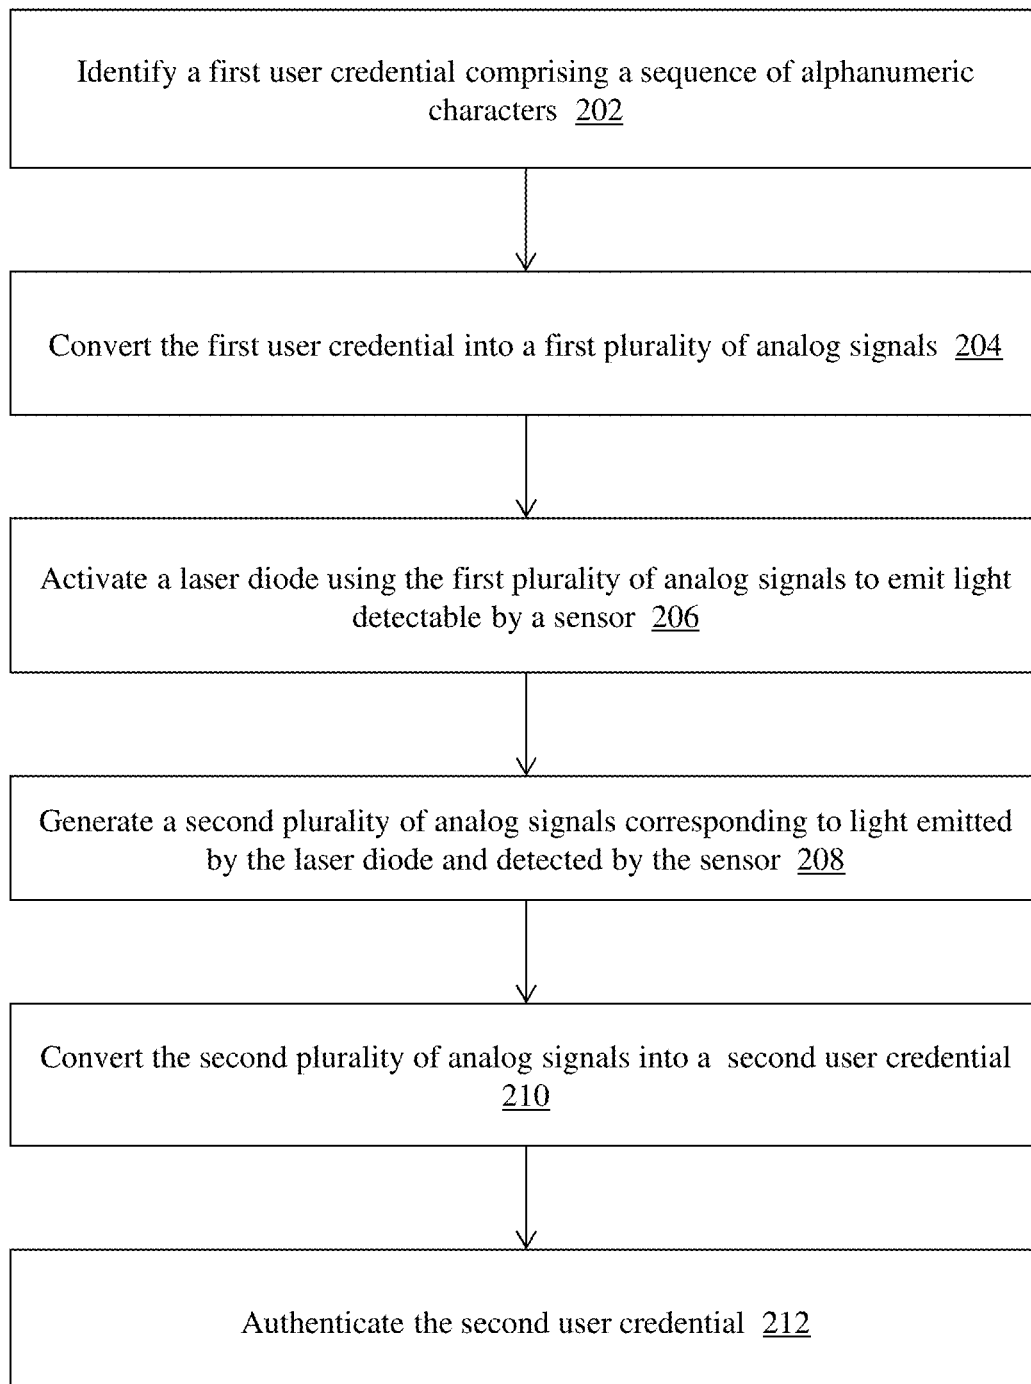 Identify a first user credential comprising a sequence of alphanumeric
characters 202
Convert the first user credential into a first plurality of analog signals 204
Activate a laser diode using the first plurality of analog signals to emit light
detectable by a sensor 206
Generate a second plurality of analog signals corresponding to light emitted
by the laser diode and detected by the sensor 208
Convert the second plurality of analog signals into a second user credential
210
Authenticate the second user credential 212